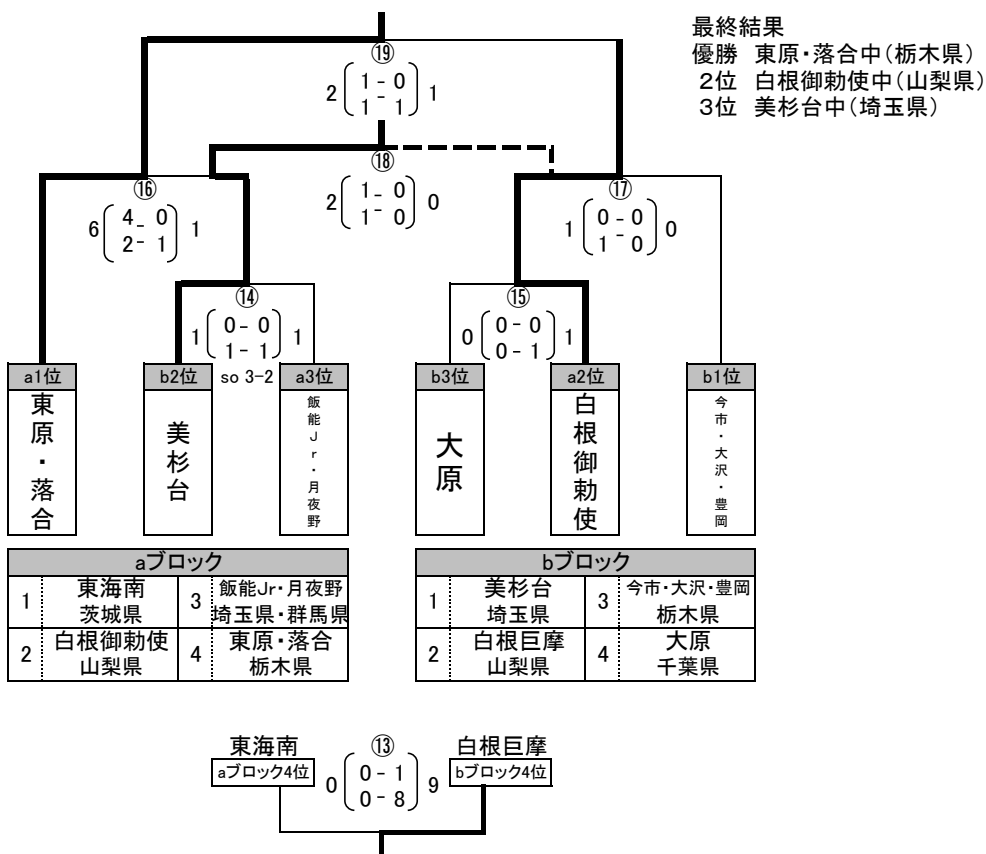 最終結果
優勝 東原・落合中(栃木県)
2位 白根御勅使中(山梨県)
3位 美杉台中(埼玉県)
⑲
2 1 - 0 1
1 - 1
⑱
2 1 - 0 0
1 - 0
⑯
6 4 - 0 1
2 - 1
⑰
1 0 - 0 0
1 - 0
⑭
1 0 - 0 1
1 - 1
so 3-2
⑮
0 0 - 0 1
0 - 1
a1位 b2位 a3位 b3位 a2位 b1位
東原・落合
美杉台
飯能Jr・月夜野
大原
白根御勅使
今市・大沢・豊岡
aブロック
1 東海南 茨城県 3 飯能Jr・月夜野 埼玉県・群馬県
2 白根御勅使 山梨県 4 東原・落合 栃木県
bブロック
1 美杉台 埼玉県 3 今市・大沢・豊岡 栃木県
2 白根巨摩 山梨県 4 大原 千葉県
東海南 ⑬ 白根巨摩
aブロック4位 0 0 - 1 9 bブロック4位
0 - 8